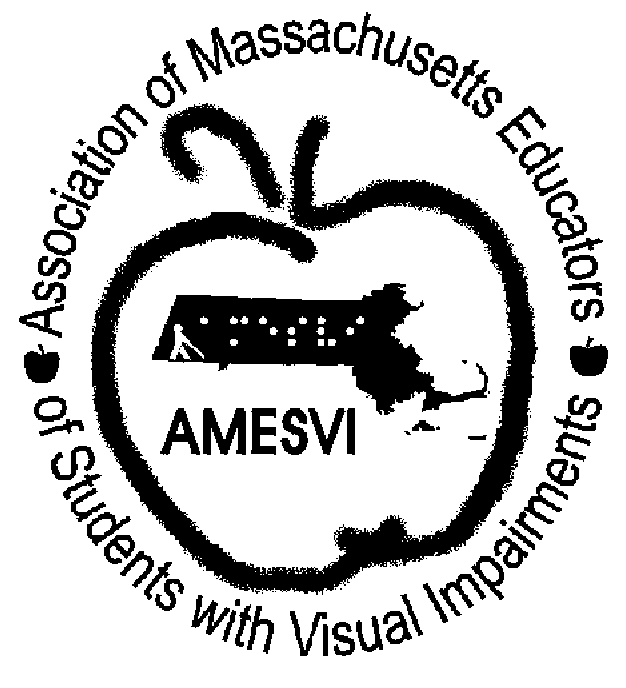 Association of Massachusetts Educators
of Students with Visual Impairments
AMESVI